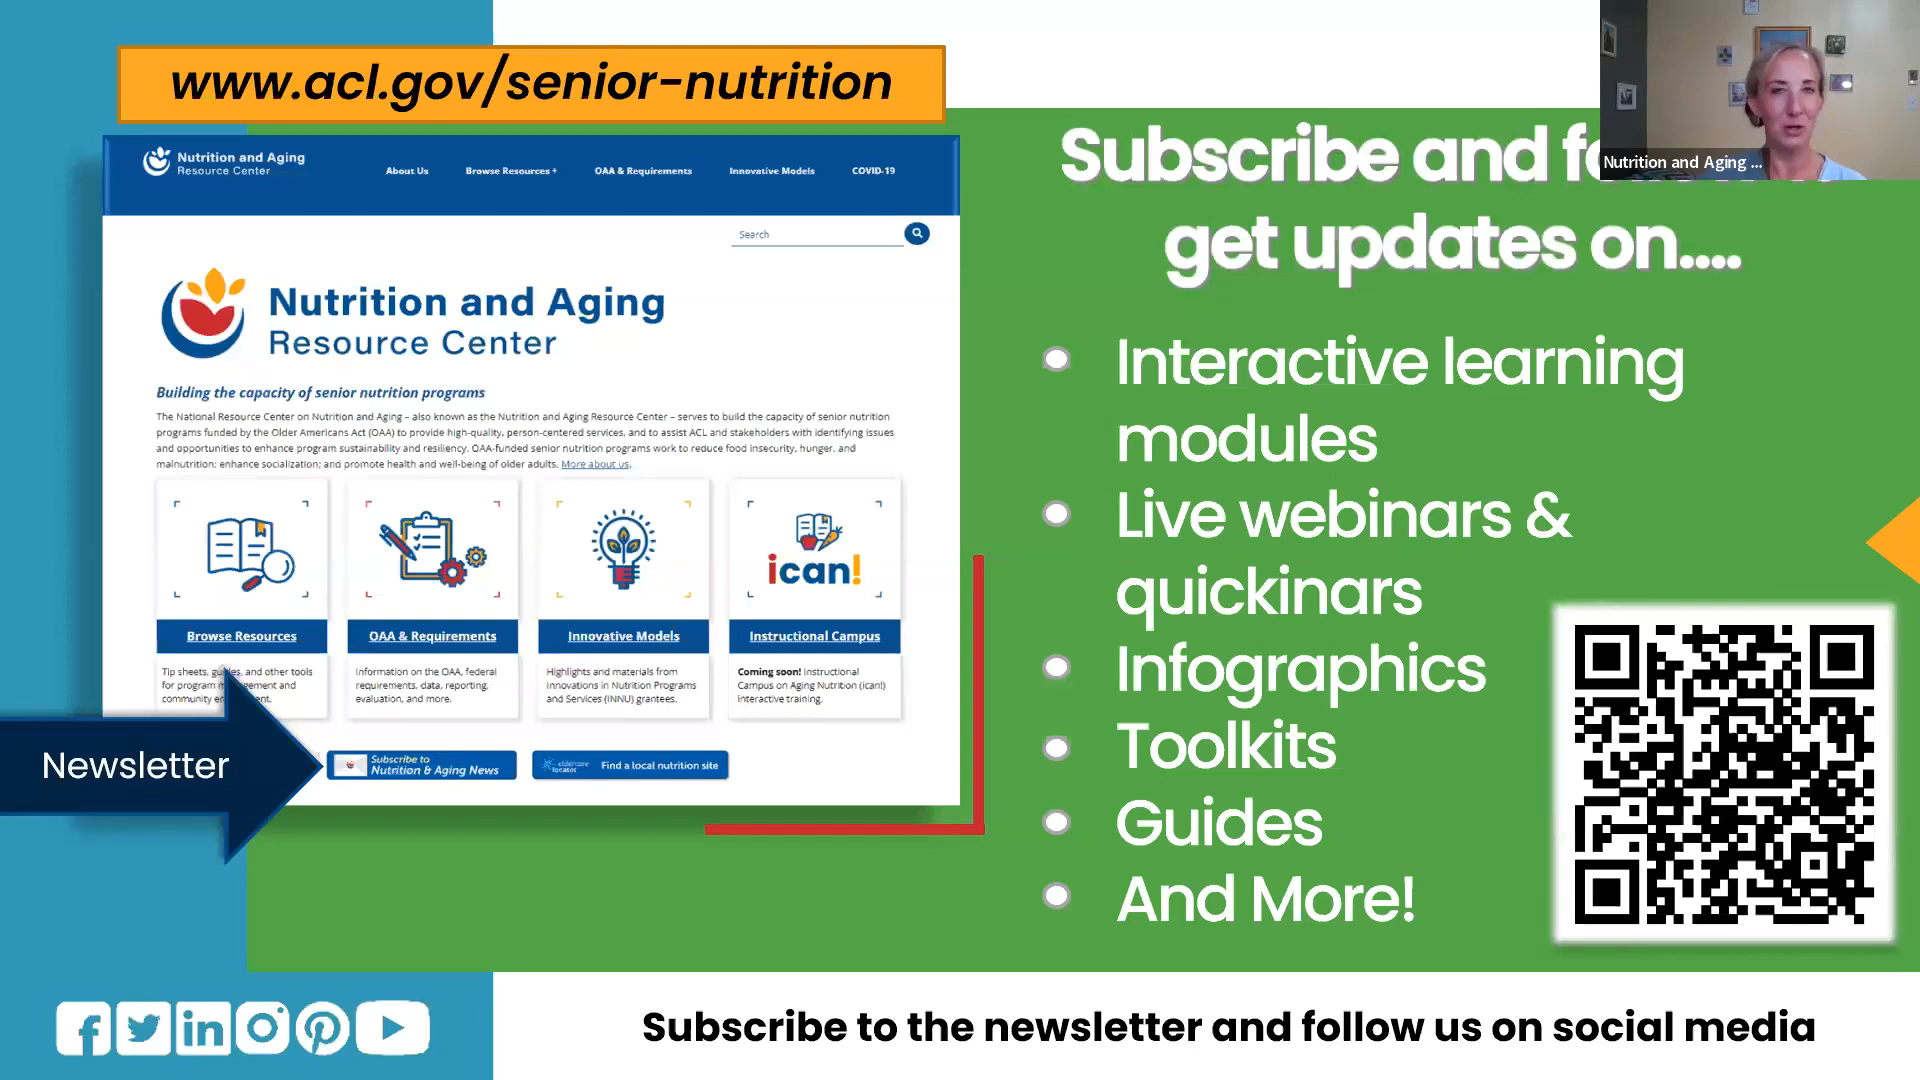 www.acl.gov/senior-nutrition
Nutrition and Aging
Resource Center
About Us
Browse Resources +
OAA & Requirements
Innovative Models
COVID-19
Search
Nutrition and Aging
Resource Center
Building the capacity of senior nutrition programs
The National Resource Center on Nutrition and Aging – also known as the Nutrition and Aging Resource Center – serves to build the capacity of senior nutrition
programs funded by the Older Americans Act (OAA) to provide high-quality, person-centered services, and to assist ACL and stakeholders with identifying issues
and opportunities to enhance program sustainability and resiliency. OAA-funded senior nutrition programs work to reduce food insecurity, hunger, and
malnutrition; enhance socialization; and promote health and well-being of older adults. More about us.
ican!
Browse Resources
OAA & Requirements
Innovative Models
Instructional Campus
Tip sheets, and other tools
for program and
community
Information on the OAA, federal
requirements, data, reporting,
evaluation, and more.
Highlights and materials from
Innovations in Nutrition Programs
and Services (INNU) grantees.
Coming soon! Instructional
Campus on Aging Nutrition (ican!)
interactive training.
Newsletter
Subscribe to
Nutrition & Aging News
eldercare
locator
Find a local nutrition site
Subscribe and
get updates on....
Interactive learning
modules
Live webinars &
quickinars
Infographics
Toolkits
Guides
And More!
Nutrition and Aging ...
Subscribe to the newsletter and follow us on social media